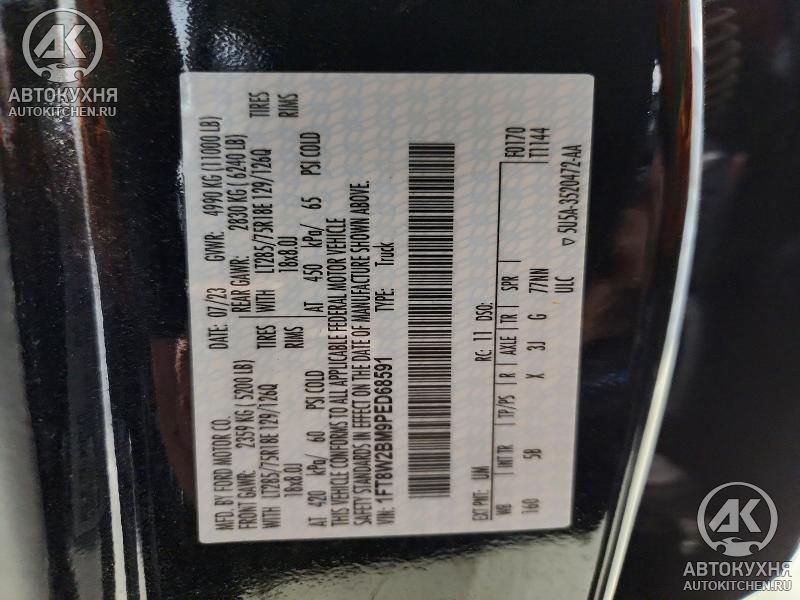 MFD. BY FORD MOTOR CO.
DATE: 07/23 GVWR: 4990 KG (11000 LB)
FRONT GAWR: 2359 KG ( 5200 LB) REAR GAWR: 2830 KG ( 6240 LB)
WITH LT285/75R18E 129/126Q TIRES WITH LT285/75R18E 129/126Q TIRES
18x8.0J RIMS 18x8.0J RIMS
AT 420 kPa/ 60 PSI COLD AT 450 kPa/ 65 PSI COLD
THIS VEHICLE CONFORMS TO ALL APPLICABLE FEDERAL MOTOR VEHICLE
SAFETY STANDARDS IN EFFECT ON THE DATE OF MANUFACTURE SHOWN ABOVE.
VIN: 1FT8W2BM9PED68591 TYPE: Truck
F0170
TT144
EXT PNT: UM RC: 11 DSO:
WB INT TR TP/PS R AXLE TR SPR
160 5B X 3J G 77NN
ULC ▽ 5U5A-3520472-AA
AK
АВТОКУХНЯ
AUTOKITCHEN.RU
AK
АВТОКУХНЯ
AUTOKITCHEN.RU